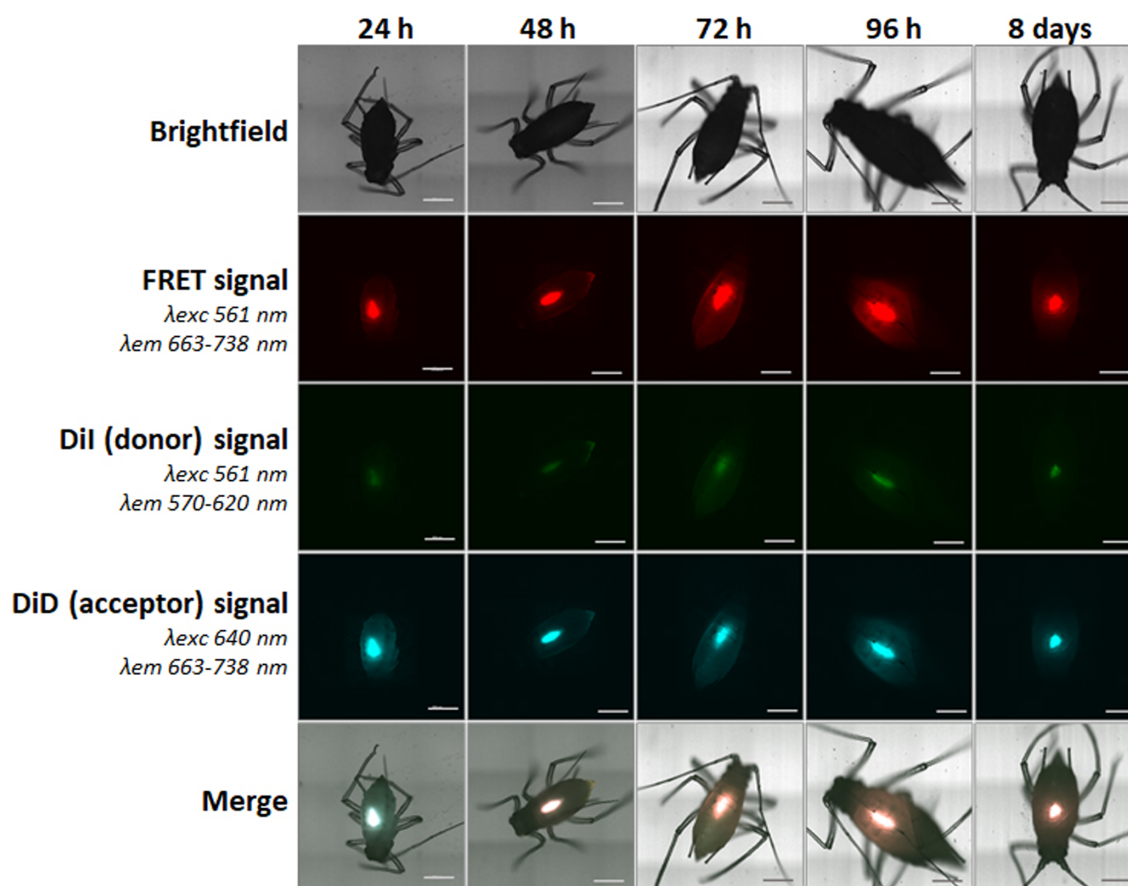 24 h 48 h 72 h 96 h 8 days
Brightfield
FRET signal
λexc 561 nm
λem 663-738 nm
DiI (donor) signal
λexc 561 nm
λem 570-620 nm
DiD (acceptor) signal
λexc 640 nm
λem 663-738 nm
Merge